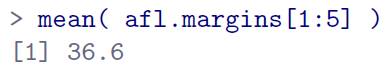 > mean( afl.margins[1:5] )
[1] 36.6